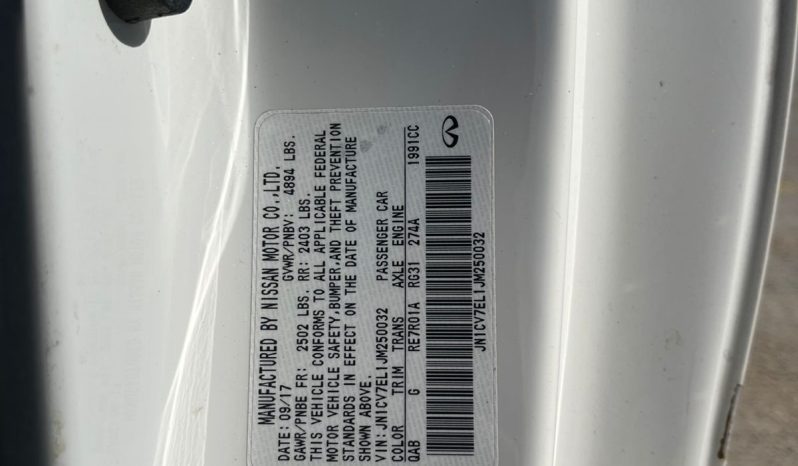 MANUFACTURED BY NISSAN MOTOR CO.,LTD.
DATE: 09/17 GVWR/PNBV: 4894 LBS.
GAWR/PNBE FR: 2502 LBS. RR: 2403 LBS.
THIS VEHICLE CONFORMS TO ALL APPLICABLE FEDERAL
MOTOR VEHICLE SAFETY,BUMPER,AND THEFT PREVENTION
STANDARDS IN EFFECT ON THE DATE OF MANUFACTURE
SHOWN ABOVE.
VIN: JN1CV7EL1JM250032 PASSENGER CAR
COLOR TRIM TRANS AXLE ENGINE
QAB G RE7R01A RG31 274A 1991CC
JN1CV7EL1JM250032